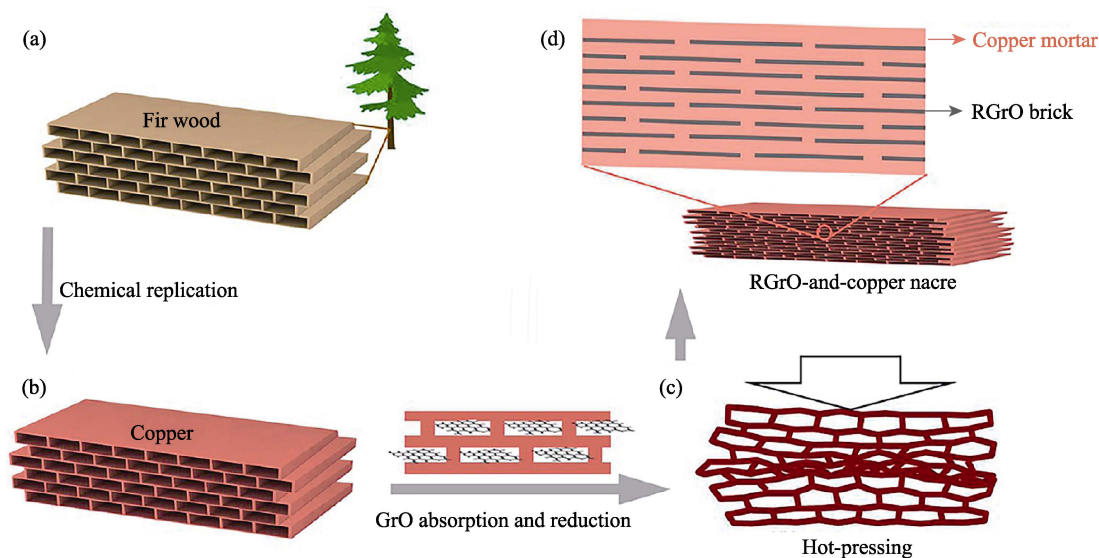 (a)
Fir wood
Chemical replication
(b)
Copper
GrO absorption and reduction
(c)
Hot-pressing
(d)
Copper mortar
RGrO brick
RGrO-and-copper nacre